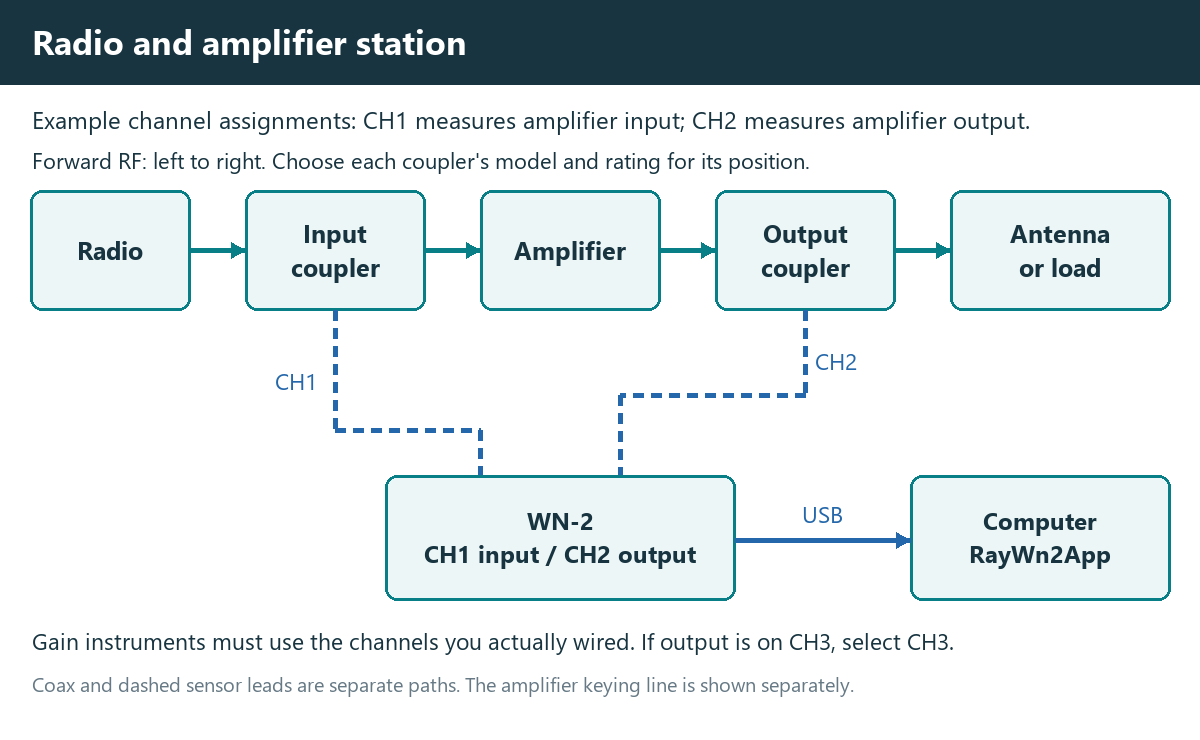 Radio and amplifier station
Example channel assignments: CH1 measures amplifier input; CH2 measures amplifier output.
Forward RF: left to right. Choose each coupler's model and rating for its position.
Radio
Input
coupler
Amplifier
Output
coupler
Antenna
or load
CH1
CH2
WN-2
CH1 input / CH2 output
USB
Computer
RayWn2App
Gain instruments must use the channels you actually wired. If output is on CH3, select CH3.
Coax and dashed sensor leads are separate paths. The amplifier keying line is shown separately.